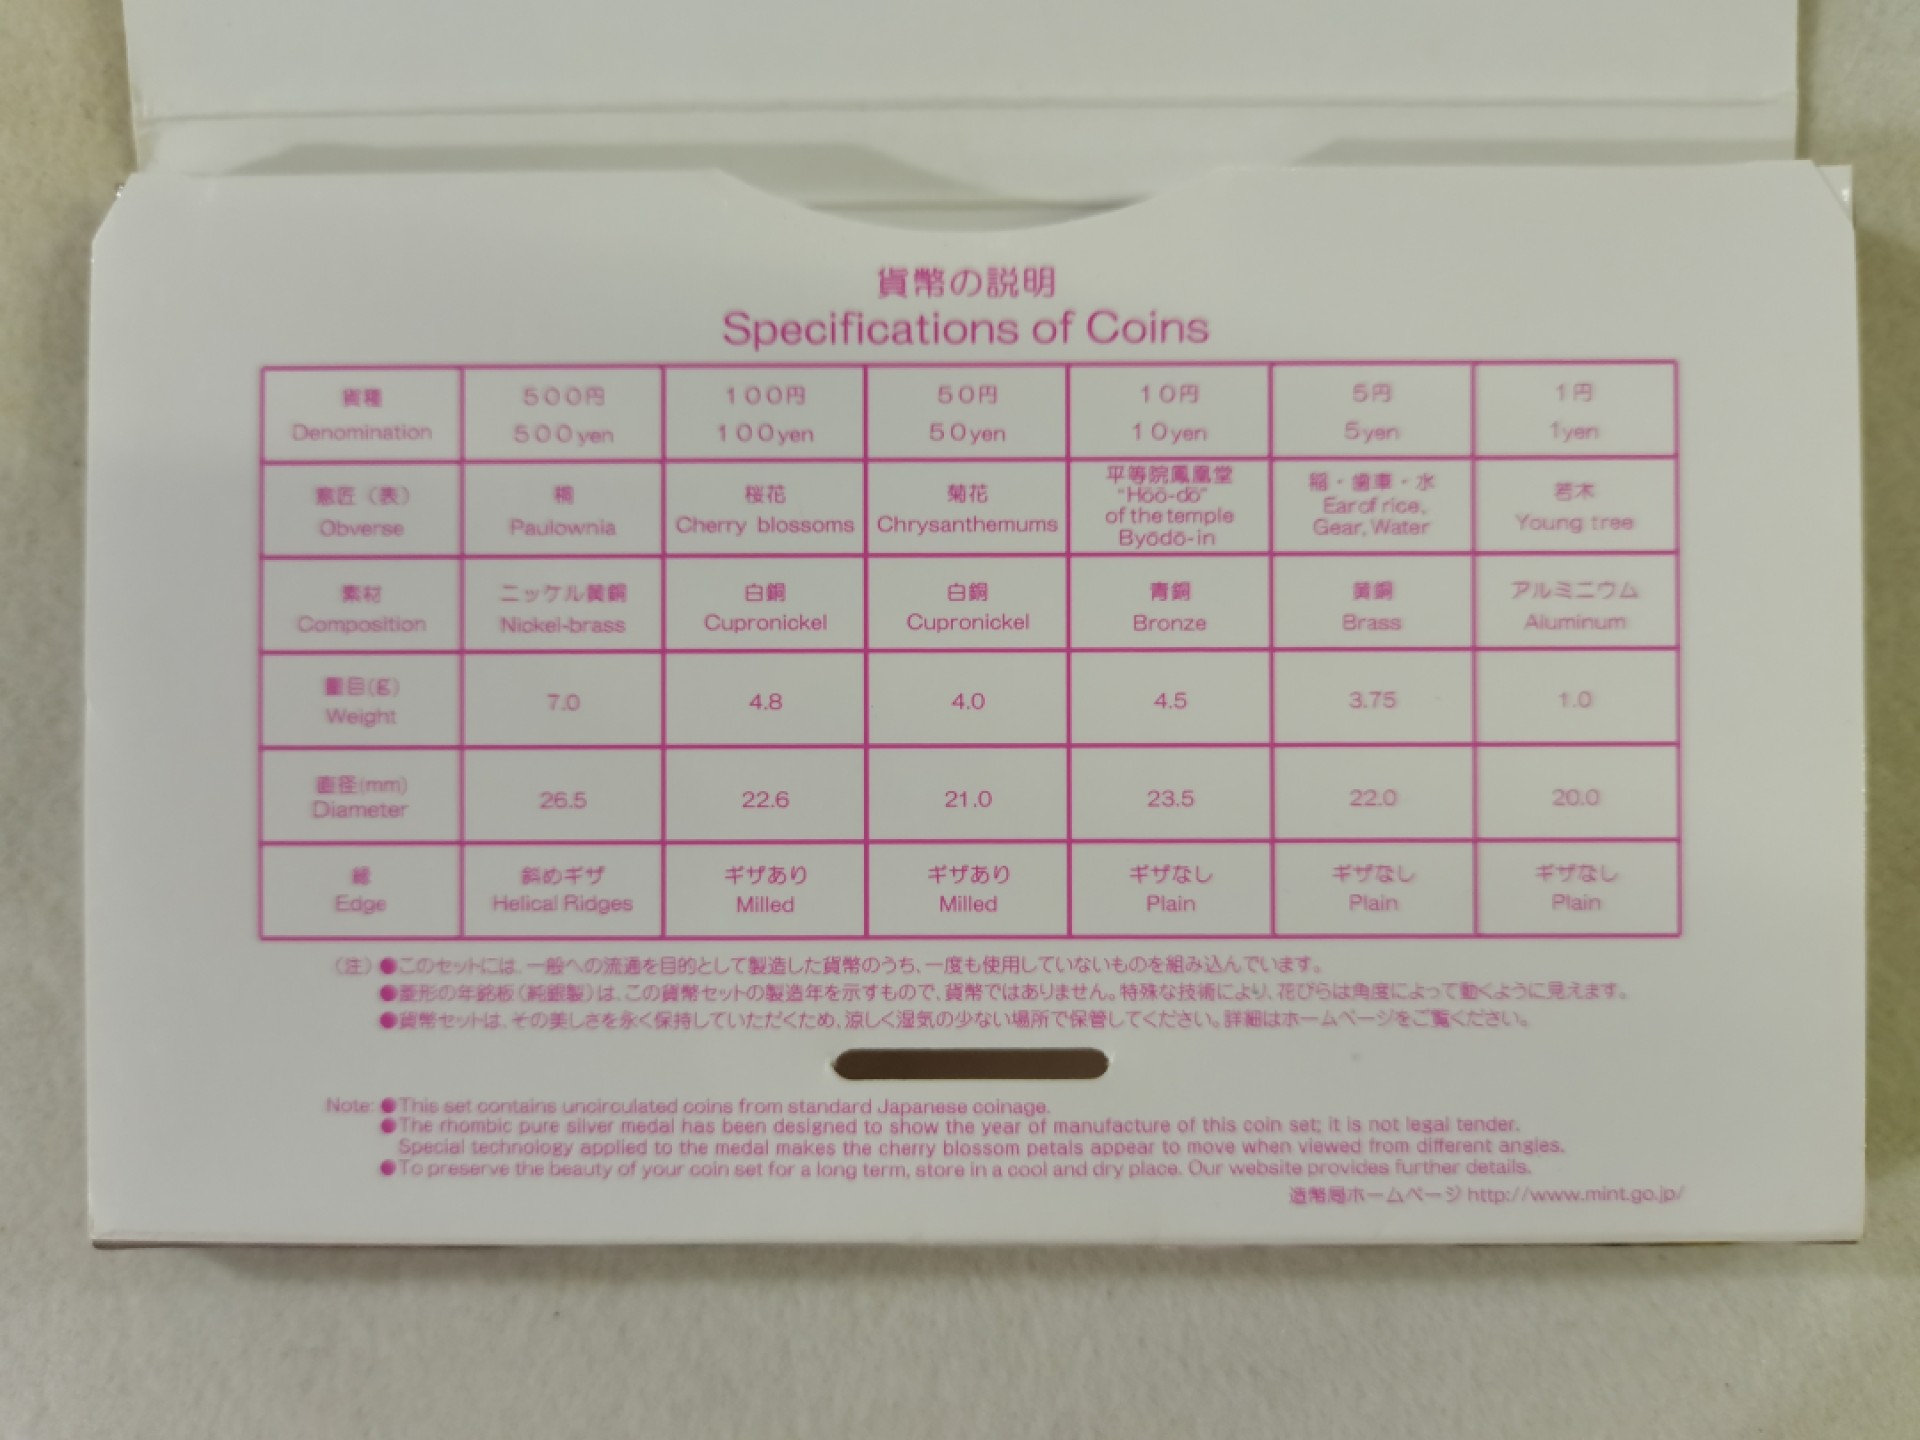 貨幣の説明
Specifications of Coins
貨種 500円 100円 50円 10円 5円 1円
Denomination 500yen 100yen 50yen 10yen 5yen 1yen
意匠（表） 桐 桜花 菊花 平等院鳳凰堂 稲・歯車・水 若木
Obverse Paulownia Cherry blossoms Chrysanthemums "Hōō-dō" of the temple Byōdō-in Ear of rice, Gear, Water Young tree
素材 ニッケル黄銅 白銅 白銅 青銅 黄銅 アルミニウム
Composition Nickel-brass Cupronickel Cupronickel Bronze Brass Aluminum
量目(g)
Weight 7.0 4.8 4.0 4.5 3.75 1.0
直径(mm)
Diameter 26.5 22.6 21.0 23.5 22.0 20.0
縁 斜めギザ ギザあり ギザあり ギザなし ギザなし ギザなし
Edge Helical Ridges Milled Milled Plain Plain Plain
（注）●このセットには、一般への流通を目的として製造した貨幣のうち、一度も使用していないものを組み込んでいます。
●菱形の年銘板（純銀製）は、この貨幣セットの製造年を示すもので、貨幣ではありません。特殊な技術により、花びらは角度によって動くように見えます。
●貨幣セットは、その美しさを永く保持していただくため、涼しく湿気の少ない場所で保管してください。詳細はホームページをご覧ください。
Note: ●This set contains uncirculated coins from standard Japanese coinage.
●The rhombic pure silver medal has been designed to show the year of manufacture of this coin set; it is not legal tender.
Special technology applied to the medal makes the cherry blossom petals appear to move when viewed from different angles.
●To preserve the beauty of your coin set for a long term, store in a cool and dry place. Our website provides further details.
造幣局ホームページ http://www.mint.go.jp/